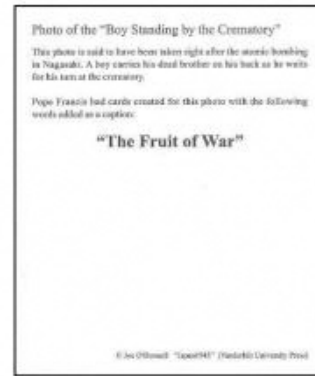 Photo of the "Boy Standing by the Crematory"
This photo is said to have been taken right after the atomic bombing
in Nagasaki. A boy carries his dead brother on his back as he waits
for his turn at the crematory.
Pope Francis had cards created for this photo with the following
words added as a caption:
"The Fruit of War"
© Joe O'Donnell "Japan1945" (Vanderbilt University Press)